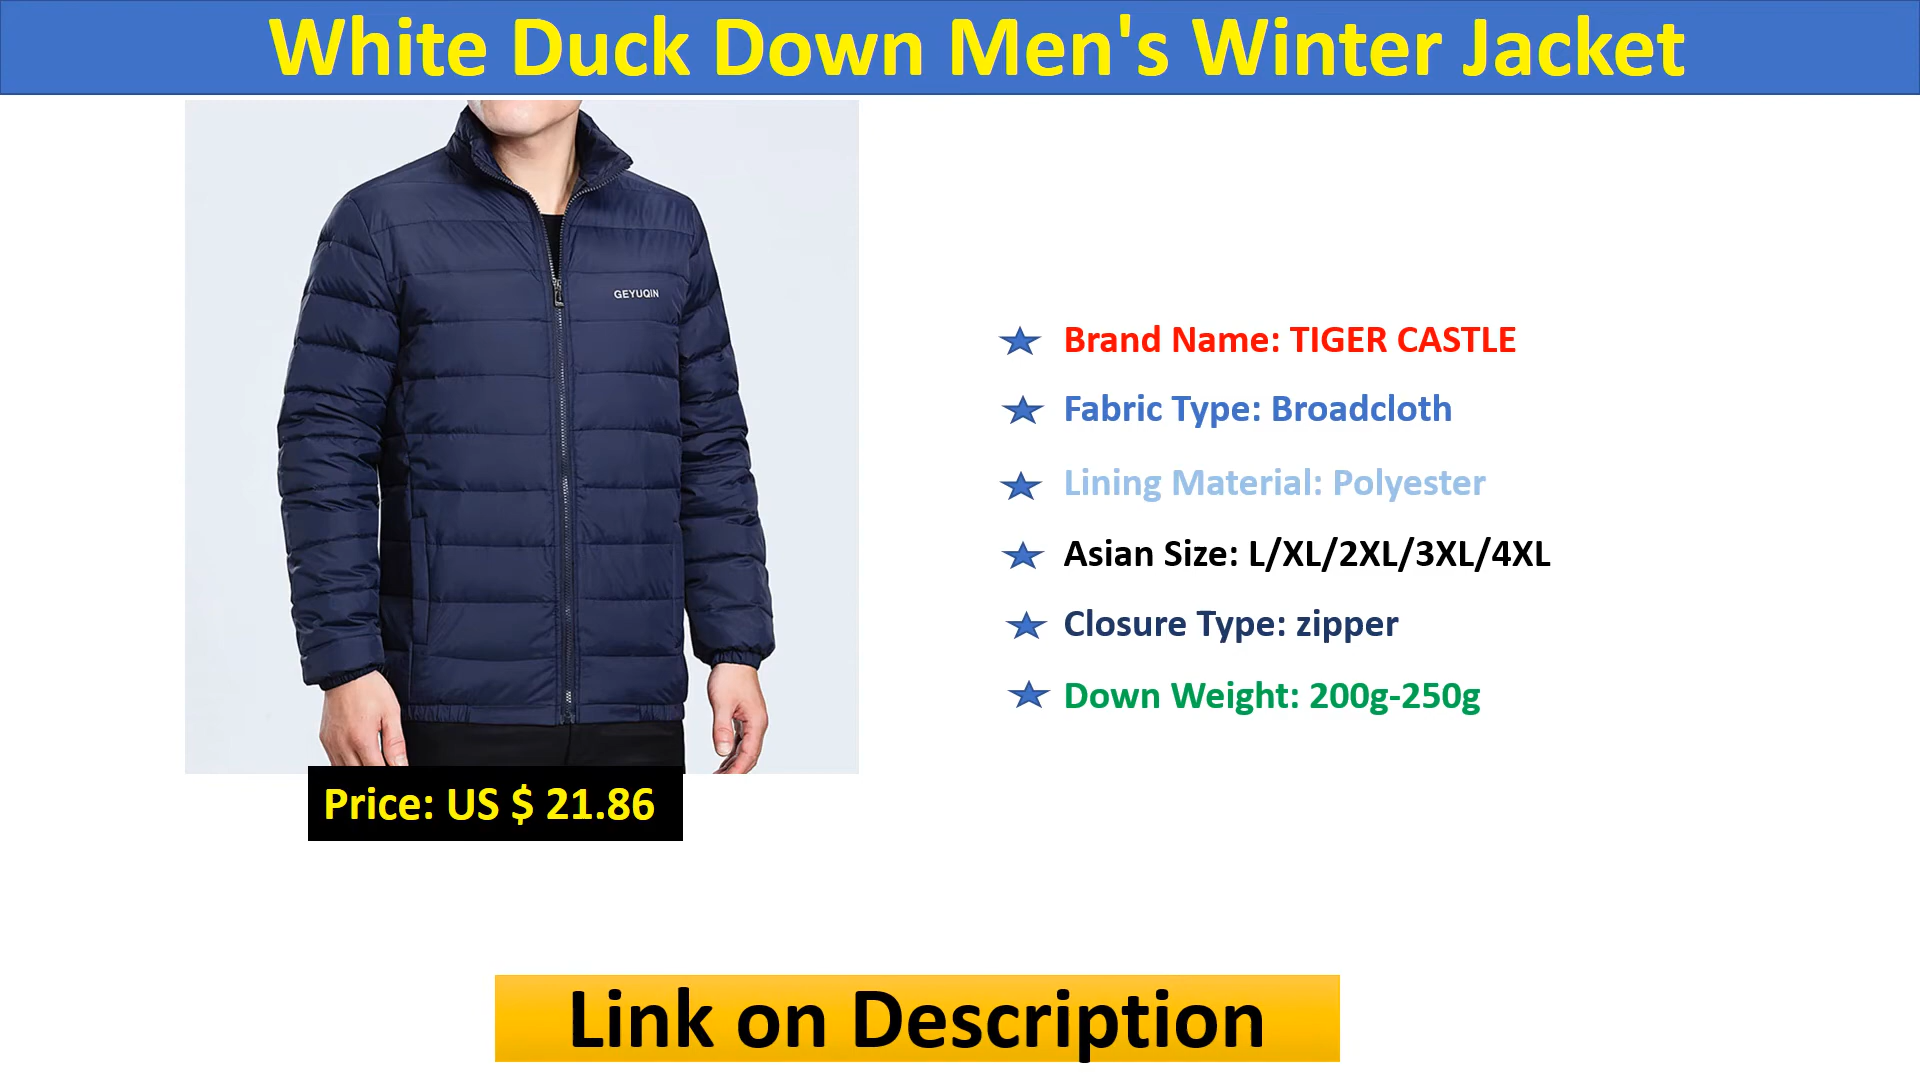 White Duck Down Men's Winter Jacket
GEYUQIN
Brand Name: TIGER CASTLE
Fabric Type: Broadcloth
Lining Material: Polyester
Asian Size: L/XL/2XL/3XL/4XL
Closure Type: zipper
Down Weight: 200g-250g
Price: US $ 21.86
Link on Description